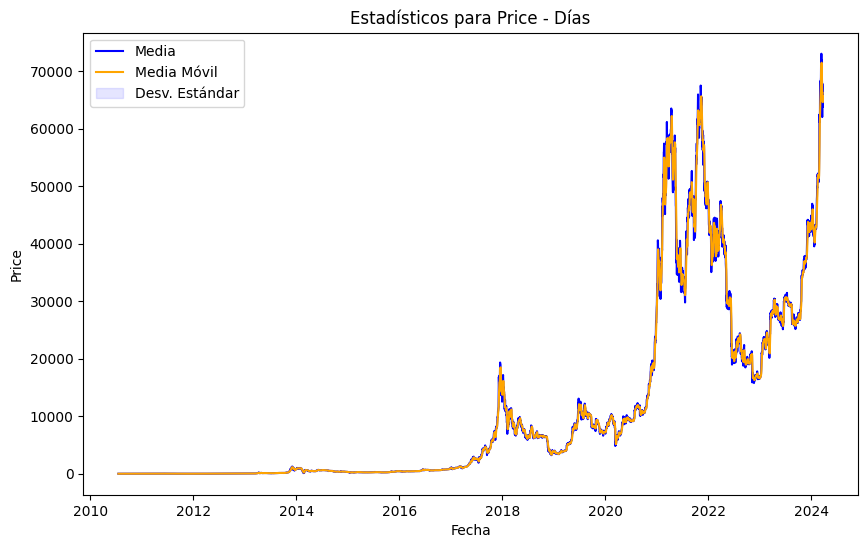 Estadísticos para Price - Días
Media
Media Móvil
Desv. Estándar
Price
70000
60000
50000
40000
30000
20000
10000
0
2010
2012
2014
2016
2018
2020
2022
2024
Fecha